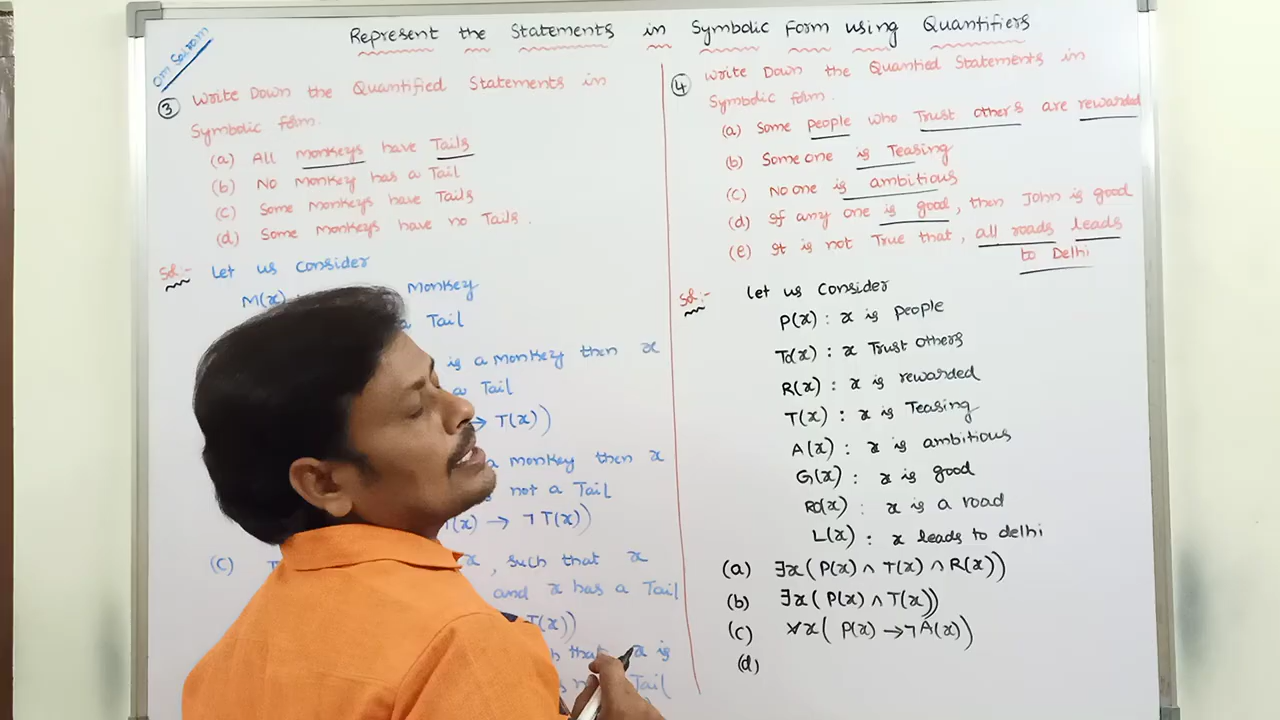 Represent the Statements in Symbolic Form using Quantifiers
Om Sairam
③ Write Down the Quantified Statements in
Symbolic form.
(a) All monkeys have Tails
(b) No Monkey has a Tail
(c) Some Monkeys have Tails
(d) Some monkeys have no Tails.
Sol:- Let us consider
M(x) : monkey
a Tail
is a monkey then x
a Tail
→ T(x))
a monkey then x
not a Tail
(x) → ¬T(x))
(C) x, such that x
and x has a Tail
T(x))
that x is
Tail
④ Write Down the Quantied Statements in
Symbolic form.
(a) Some people who Trust others are rewarded
(b) Some one is Teasing
(c) No one is ambitious
(d) If any one is good, then John is good
(e) It is not True that, all roads leads
to Delhi
Sol:- Let us consider
P(x) : x is people
To(x) : x Trust others
R(x) : x is rewarded
T(x) : x is Teasing
A(x) : x is ambitious
G(x) : x is good
RO(x) : x is a road
L(x) : x leads to delhi
(a) ∃x(P(x) ∧ T(x) ∧ R(x))
(b) ∃x(P(x) ∧ T(x))
(c) ∀x(P(x) → ¬A(x))
(d)